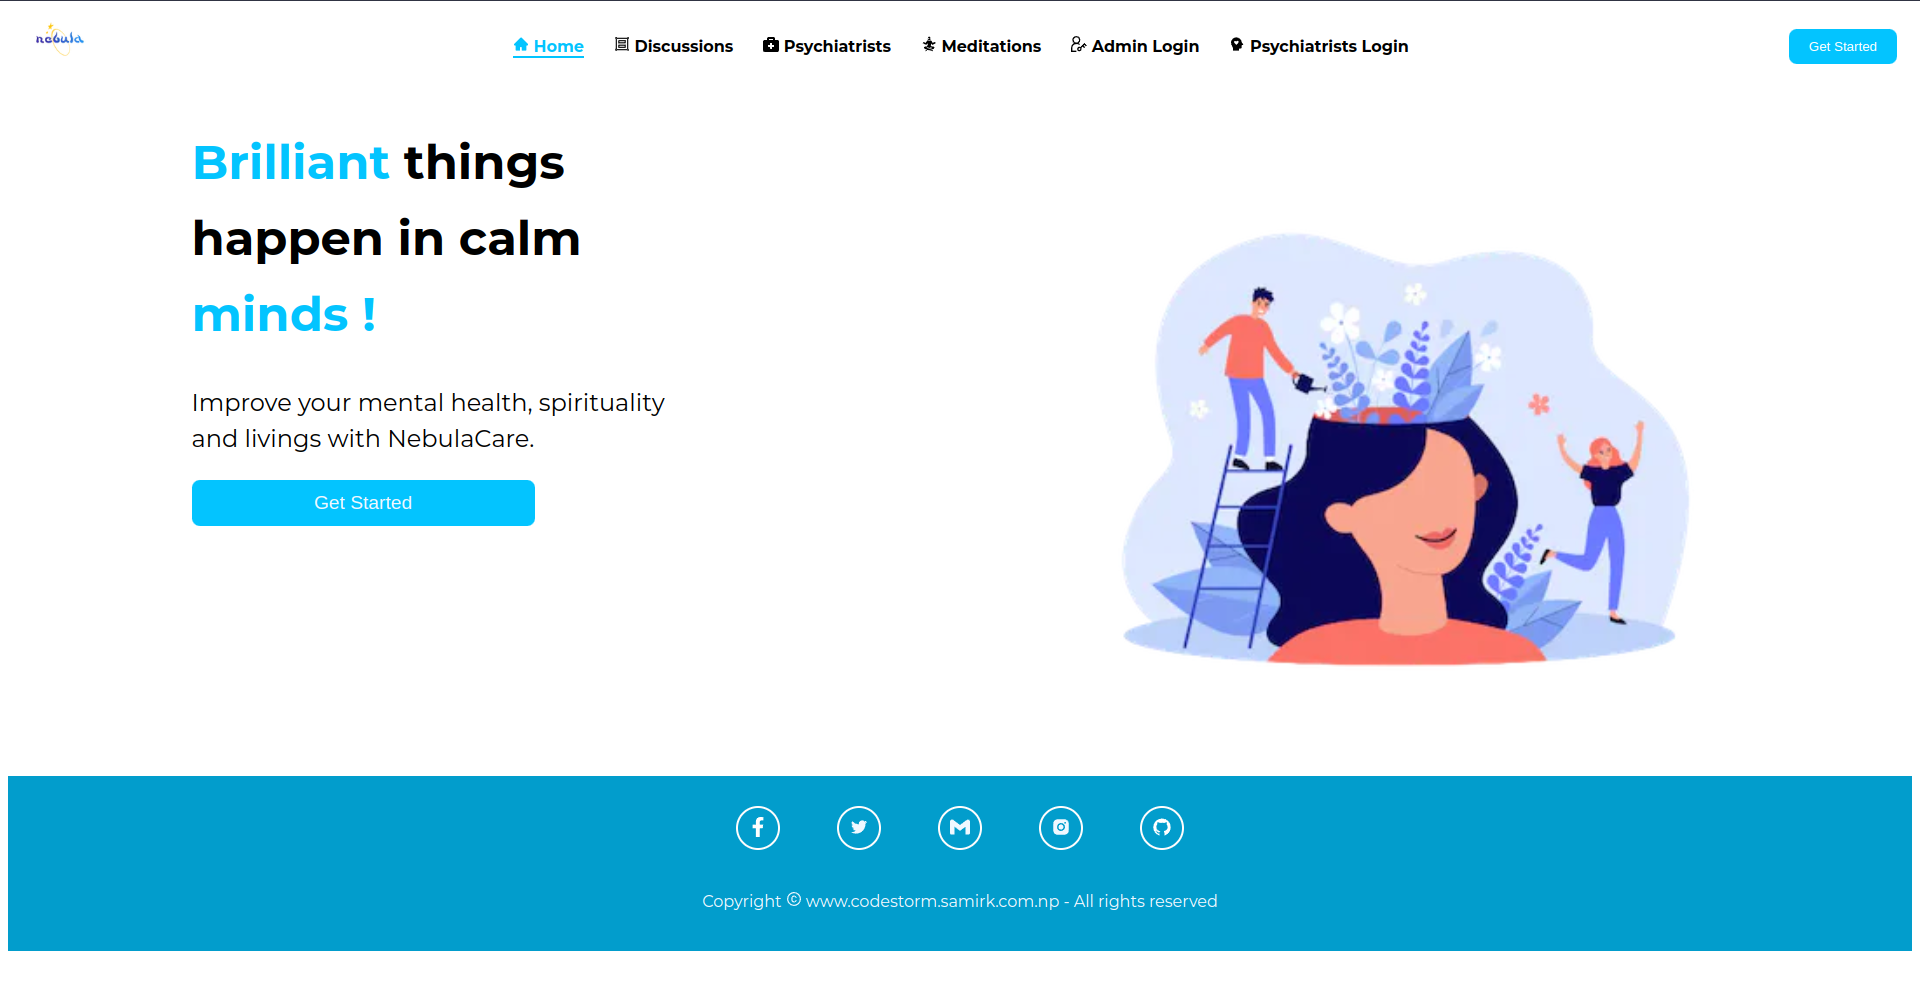 nebula
Home Discussions Psychiatrists Meditations Admin Login Psychiatrists Login
Get Started
Brilliant things
happen in calm
minds !
Improve your mental health, spirituality
and livings with NebulaCare.
Get Started
Copyright © www.codestorm.samirk.com.np - All rights reserved